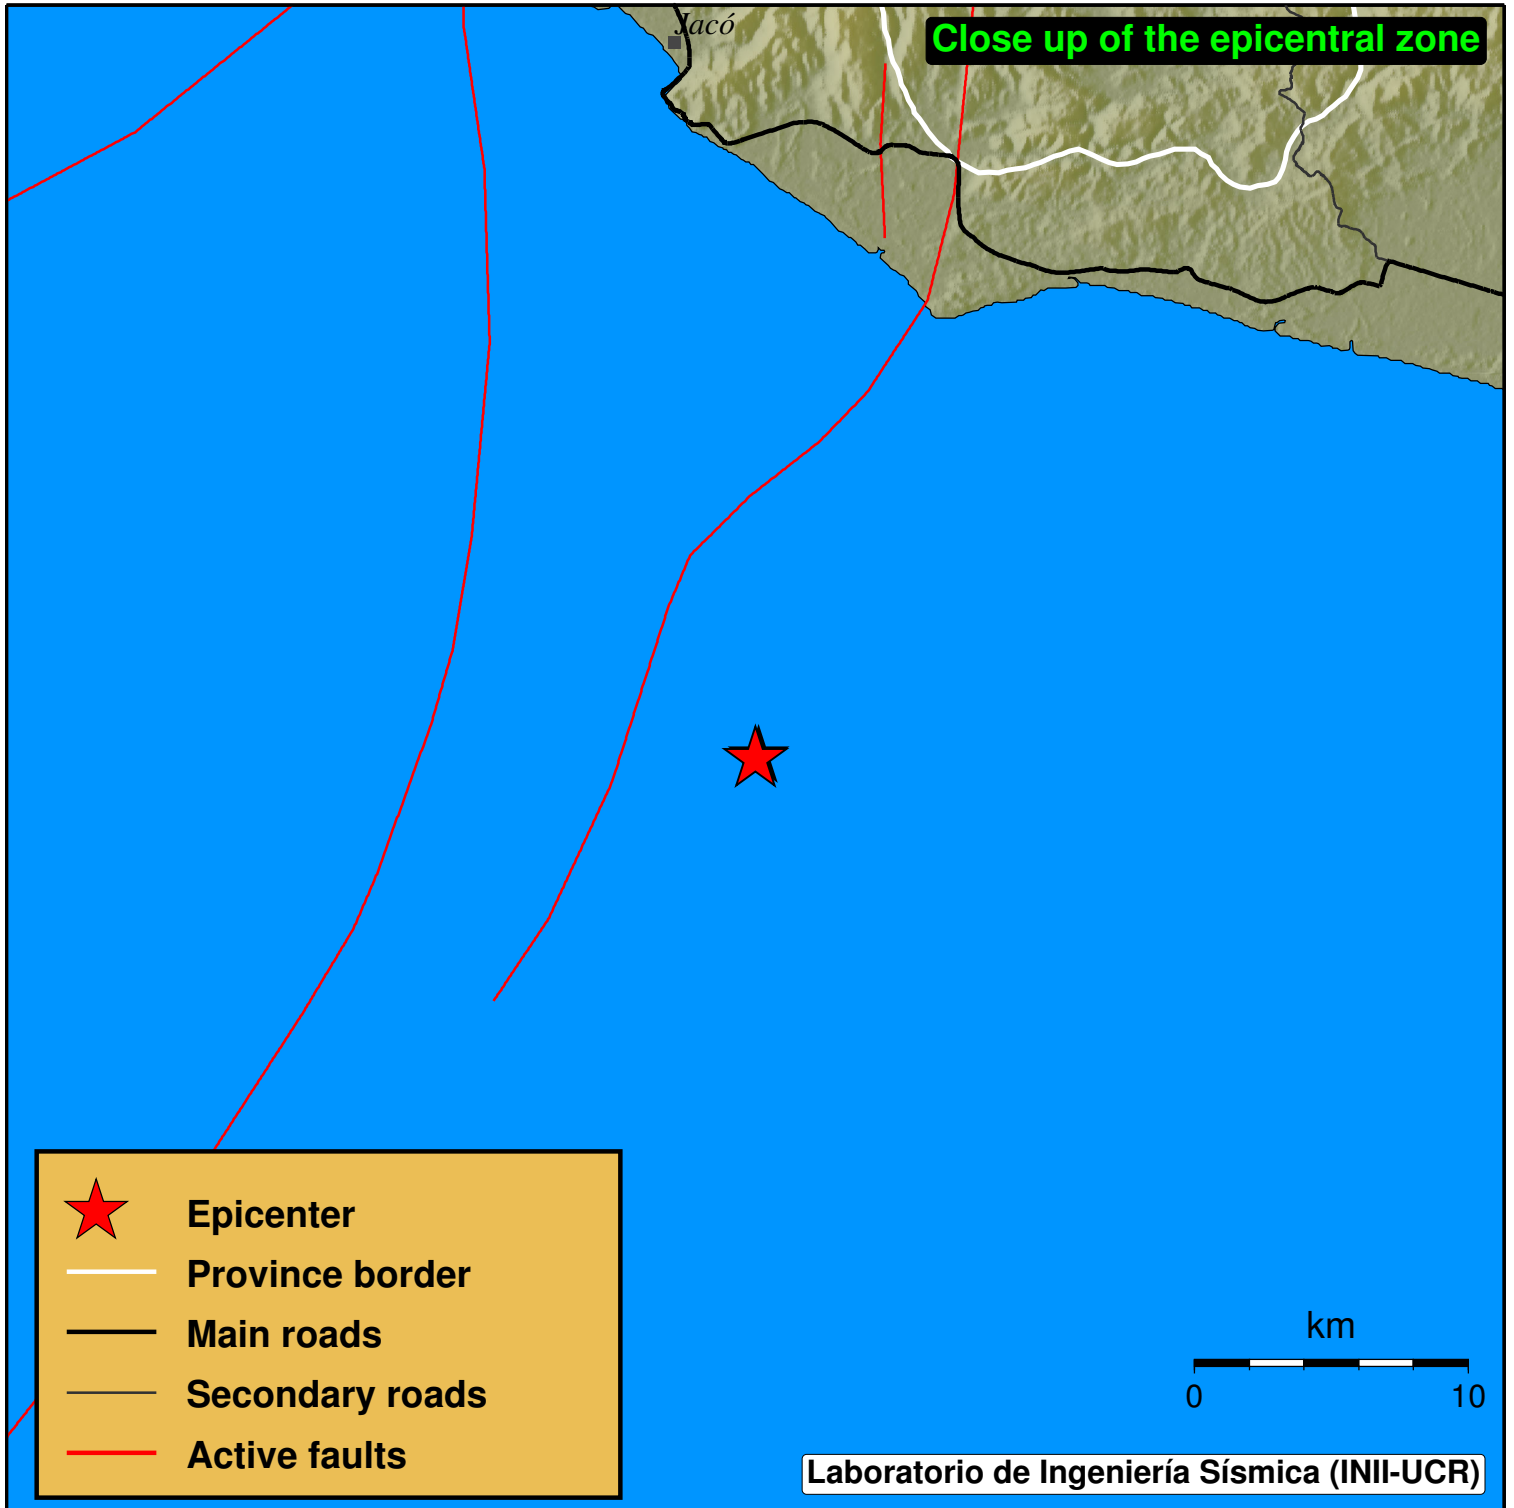 Jacó
Close up of the epicentral zone
Epicenter
Province border
Main roads
Secondary roads
Active faults
km
0 10
Laboratorio de Ingeniería Sísmica (INII-UCR)